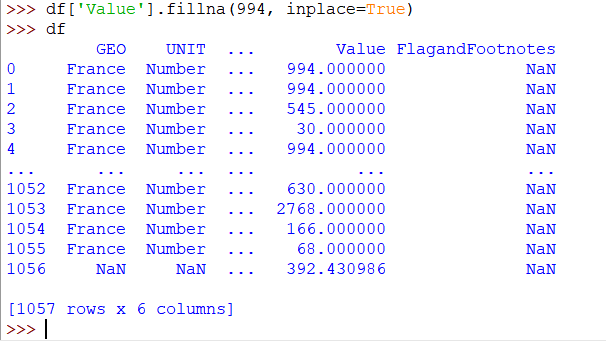 >>> df['Value'].fillna(994, inplace=True)
>>> df
         GEO    UNIT  ...        Value FlagandFootnotes
0     France  Number  ...   994.000000              NaN
1     France  Number  ...   994.000000              NaN
2     France  Number  ...   545.000000              NaN
3     France  Number  ...    30.000000              NaN
4     France  Number  ...   994.000000              NaN
...      ...     ...  ...          ...              ...
1052  France  Number  ...   630.000000              NaN
1053  France  Number  ...  2768.000000              NaN
1054  France  Number  ...   166.000000              NaN
1055  France  Number  ...    68.000000              NaN
1056     NaN     NaN  ...   392.430986              NaN

[1057 rows x 6 columns]
>>>